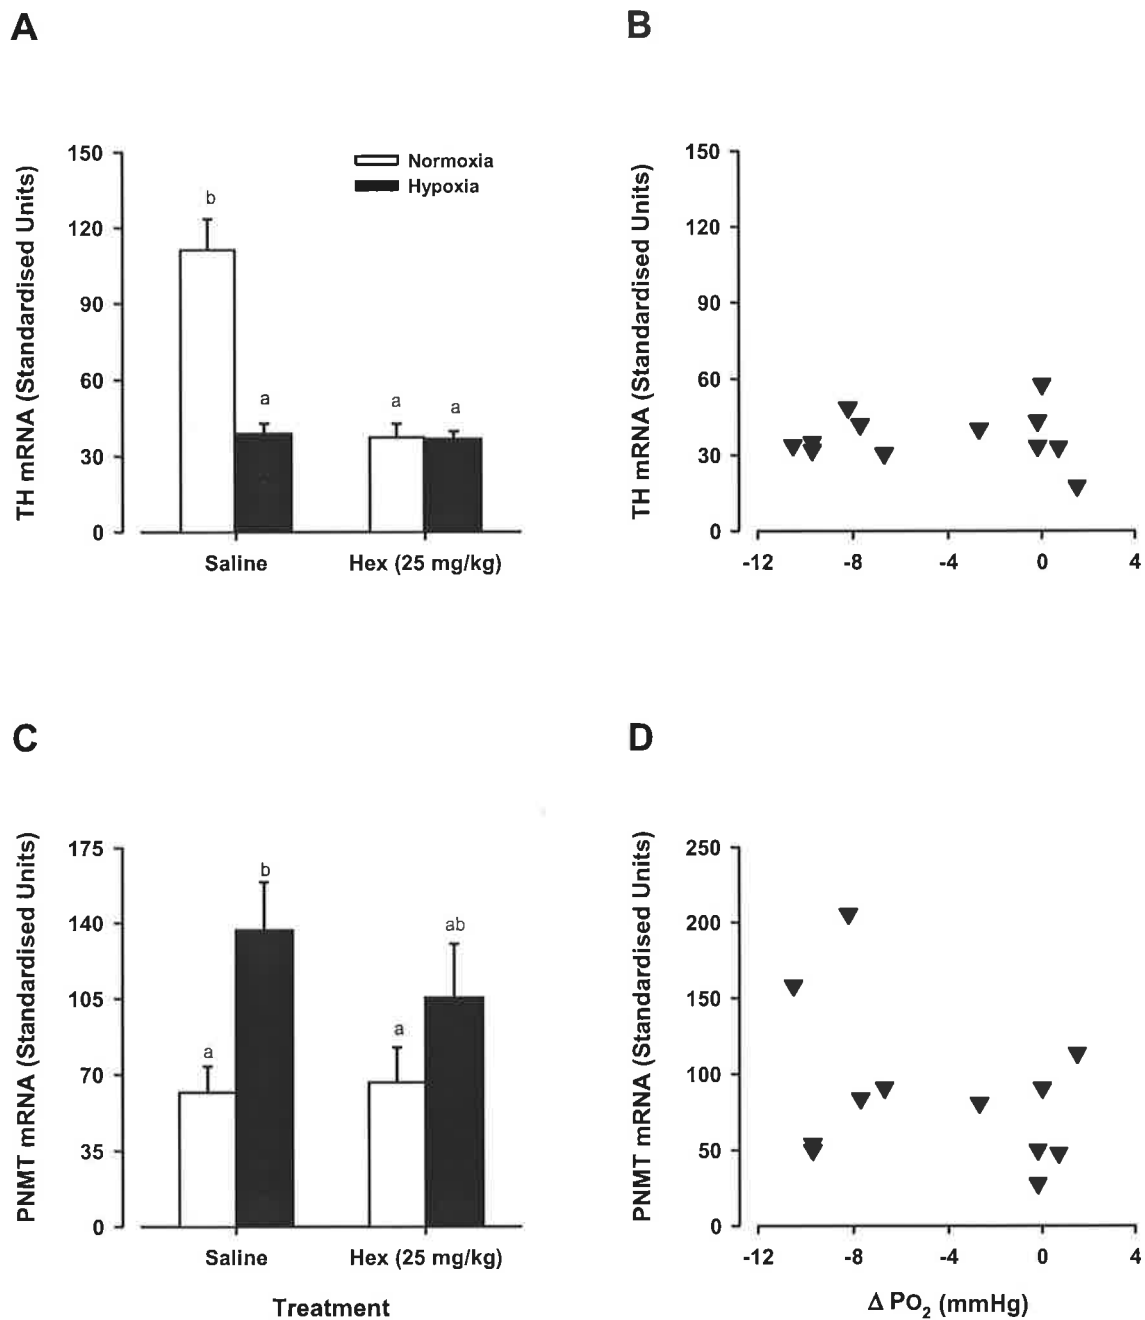 A
TH mRNA (Standardised Units)
150
120
90
60
30
0
Normoxia
Hypoxia
b
a
a
a
Saline
Hex (25 mg/kg)
B
TH mRNA (Standardised Units)
150
120
90
60
30
0
-12
-8
-4
0
4
C
PNMT mRNA (Standardised Units)
175
140
105
70
35
0
a
b
a
ab
Saline
Hex (25 mg/kg)
Treatment
D
PNMT mRNA (Standardised Units)
250
200
150
100
50
0
-12
-8
-4
0
4
Δ PO₂ (mmHg)